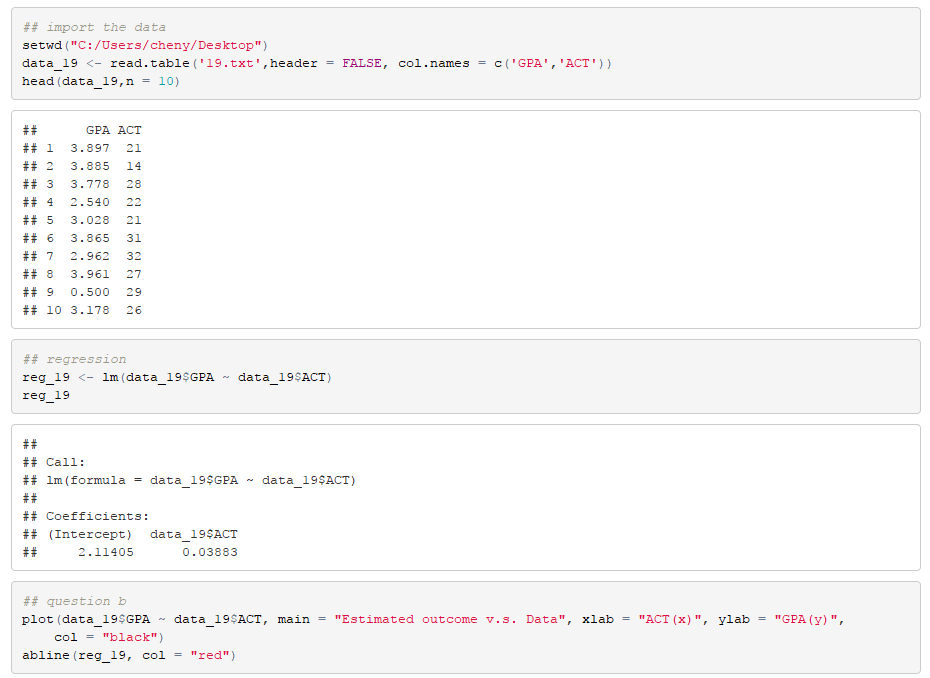 ## import the data
setwd("C:/Users/cheny/Desktop")
data_19 <- read.table('19.txt',header = FALSE, col.names = c('GPA','ACT'))
head(data_19,n = 10)
##      GPA ACT
## 1  3.897  21
## 2  3.885  14
## 3  3.778  28
## 4  2.540  22
## 5  3.028  21
## 6  3.865  31
## 7  2.962  32
## 8  3.961  27
## 9  0.500  29
## 10 3.178  26
## regression
reg_19 <- lm(data_19$GPA ~ data_19$ACT)
reg_19
##
## Call:
## lm(formula = data_19$GPA ~ data_19$ACT)
##
## Coefficients:
## (Intercept)  data_19$ACT
##     2.11405      0.03883
## question b
plot(data_19$GPA ~ data_19$ACT, main = "Estimated outcome v.s. Data", xlab = "ACT(x)", ylab = "GPA(y)",
    col = "black")
abline(reg_19, col = "red")